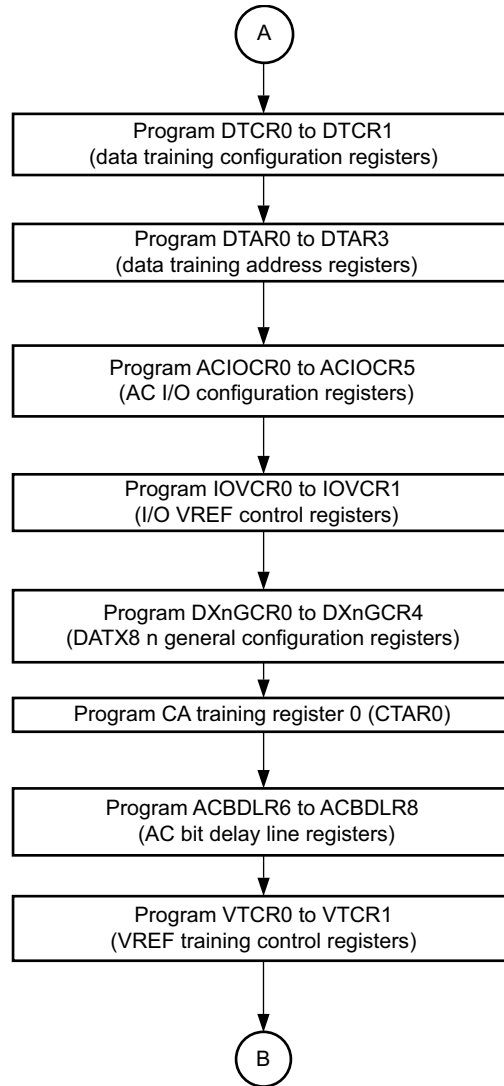 A
Program DTCR0 to DTCR1
(data training configuration registers)
Program DTAR0 to DTAR3
(data training address registers)
Program ACIOCR0 to ACIOCR5
(AC I/O configuration registers)
Program IOVCR0 to IOVCR1
(I/O VREF control registers)
Program DXnGCR0 to DXnGCR4
(DATX8 n general configuration registers)
Program CA training register 0 (CTAR0)
Program ACBDLR6 to ACBDLR8
(AC bit delay line registers)
Program VTCR0 to VTCR1
(VREF training control registers)
B